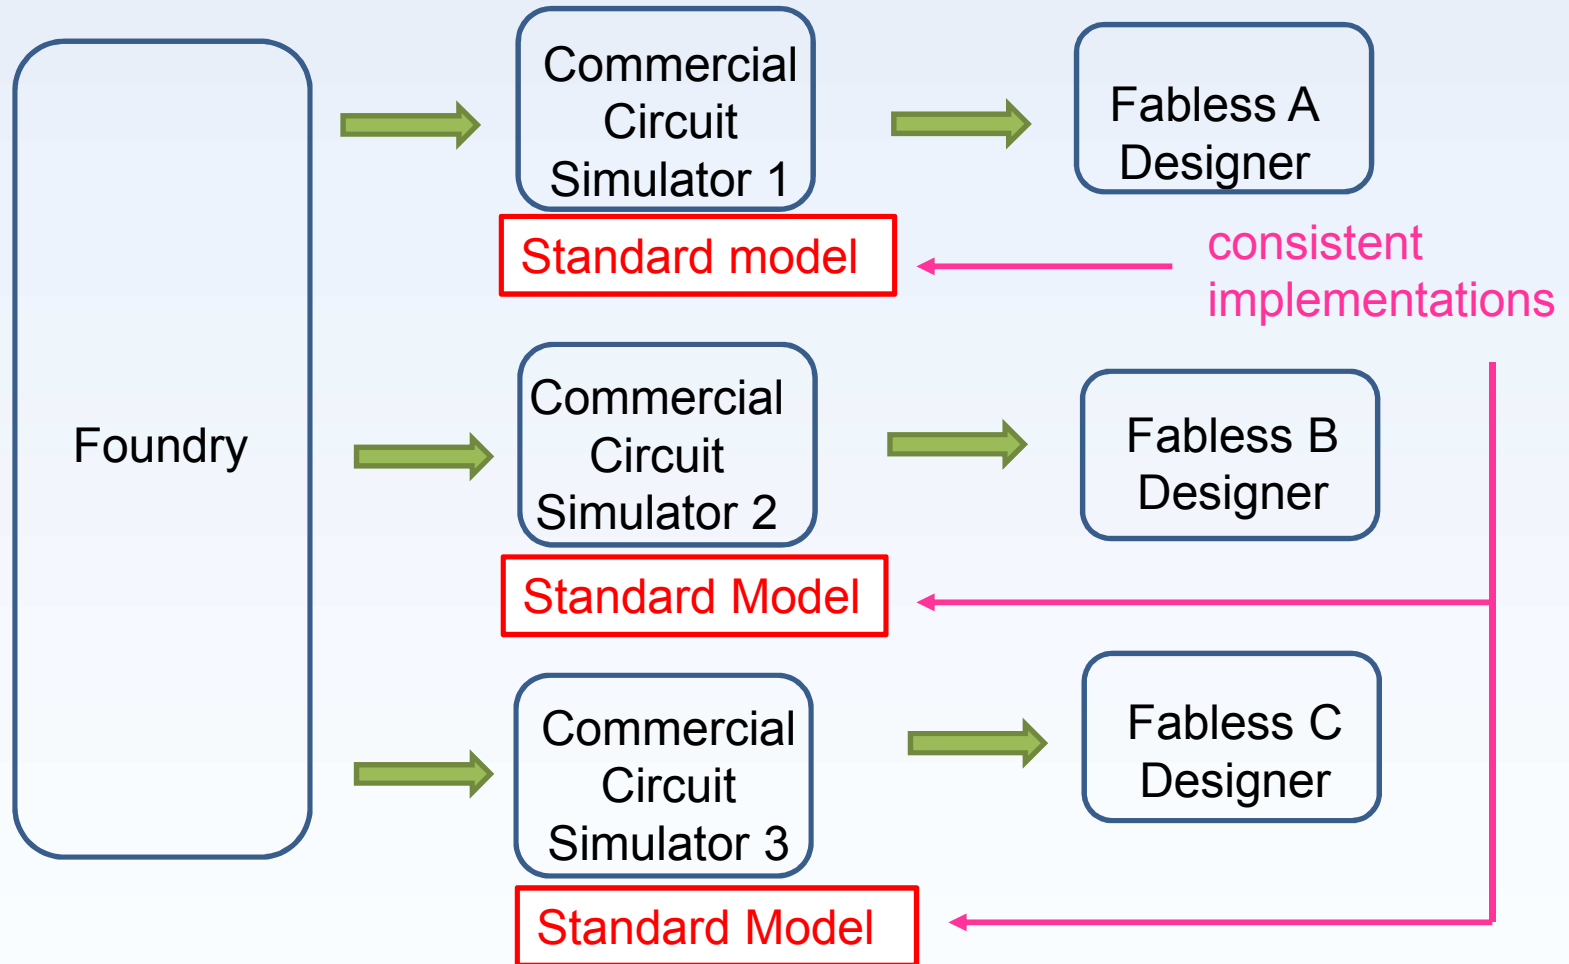 Commercial
Circuit
Simulator 1
Fabless A
Designer
Standard model
consistent
implementations
Foundry
Commercial
Circuit
Simulator 2
Fabless B
Designer
Standard Model
Commercial
Circuit
Simulator 3
Fabless C
Designer
Standard Model